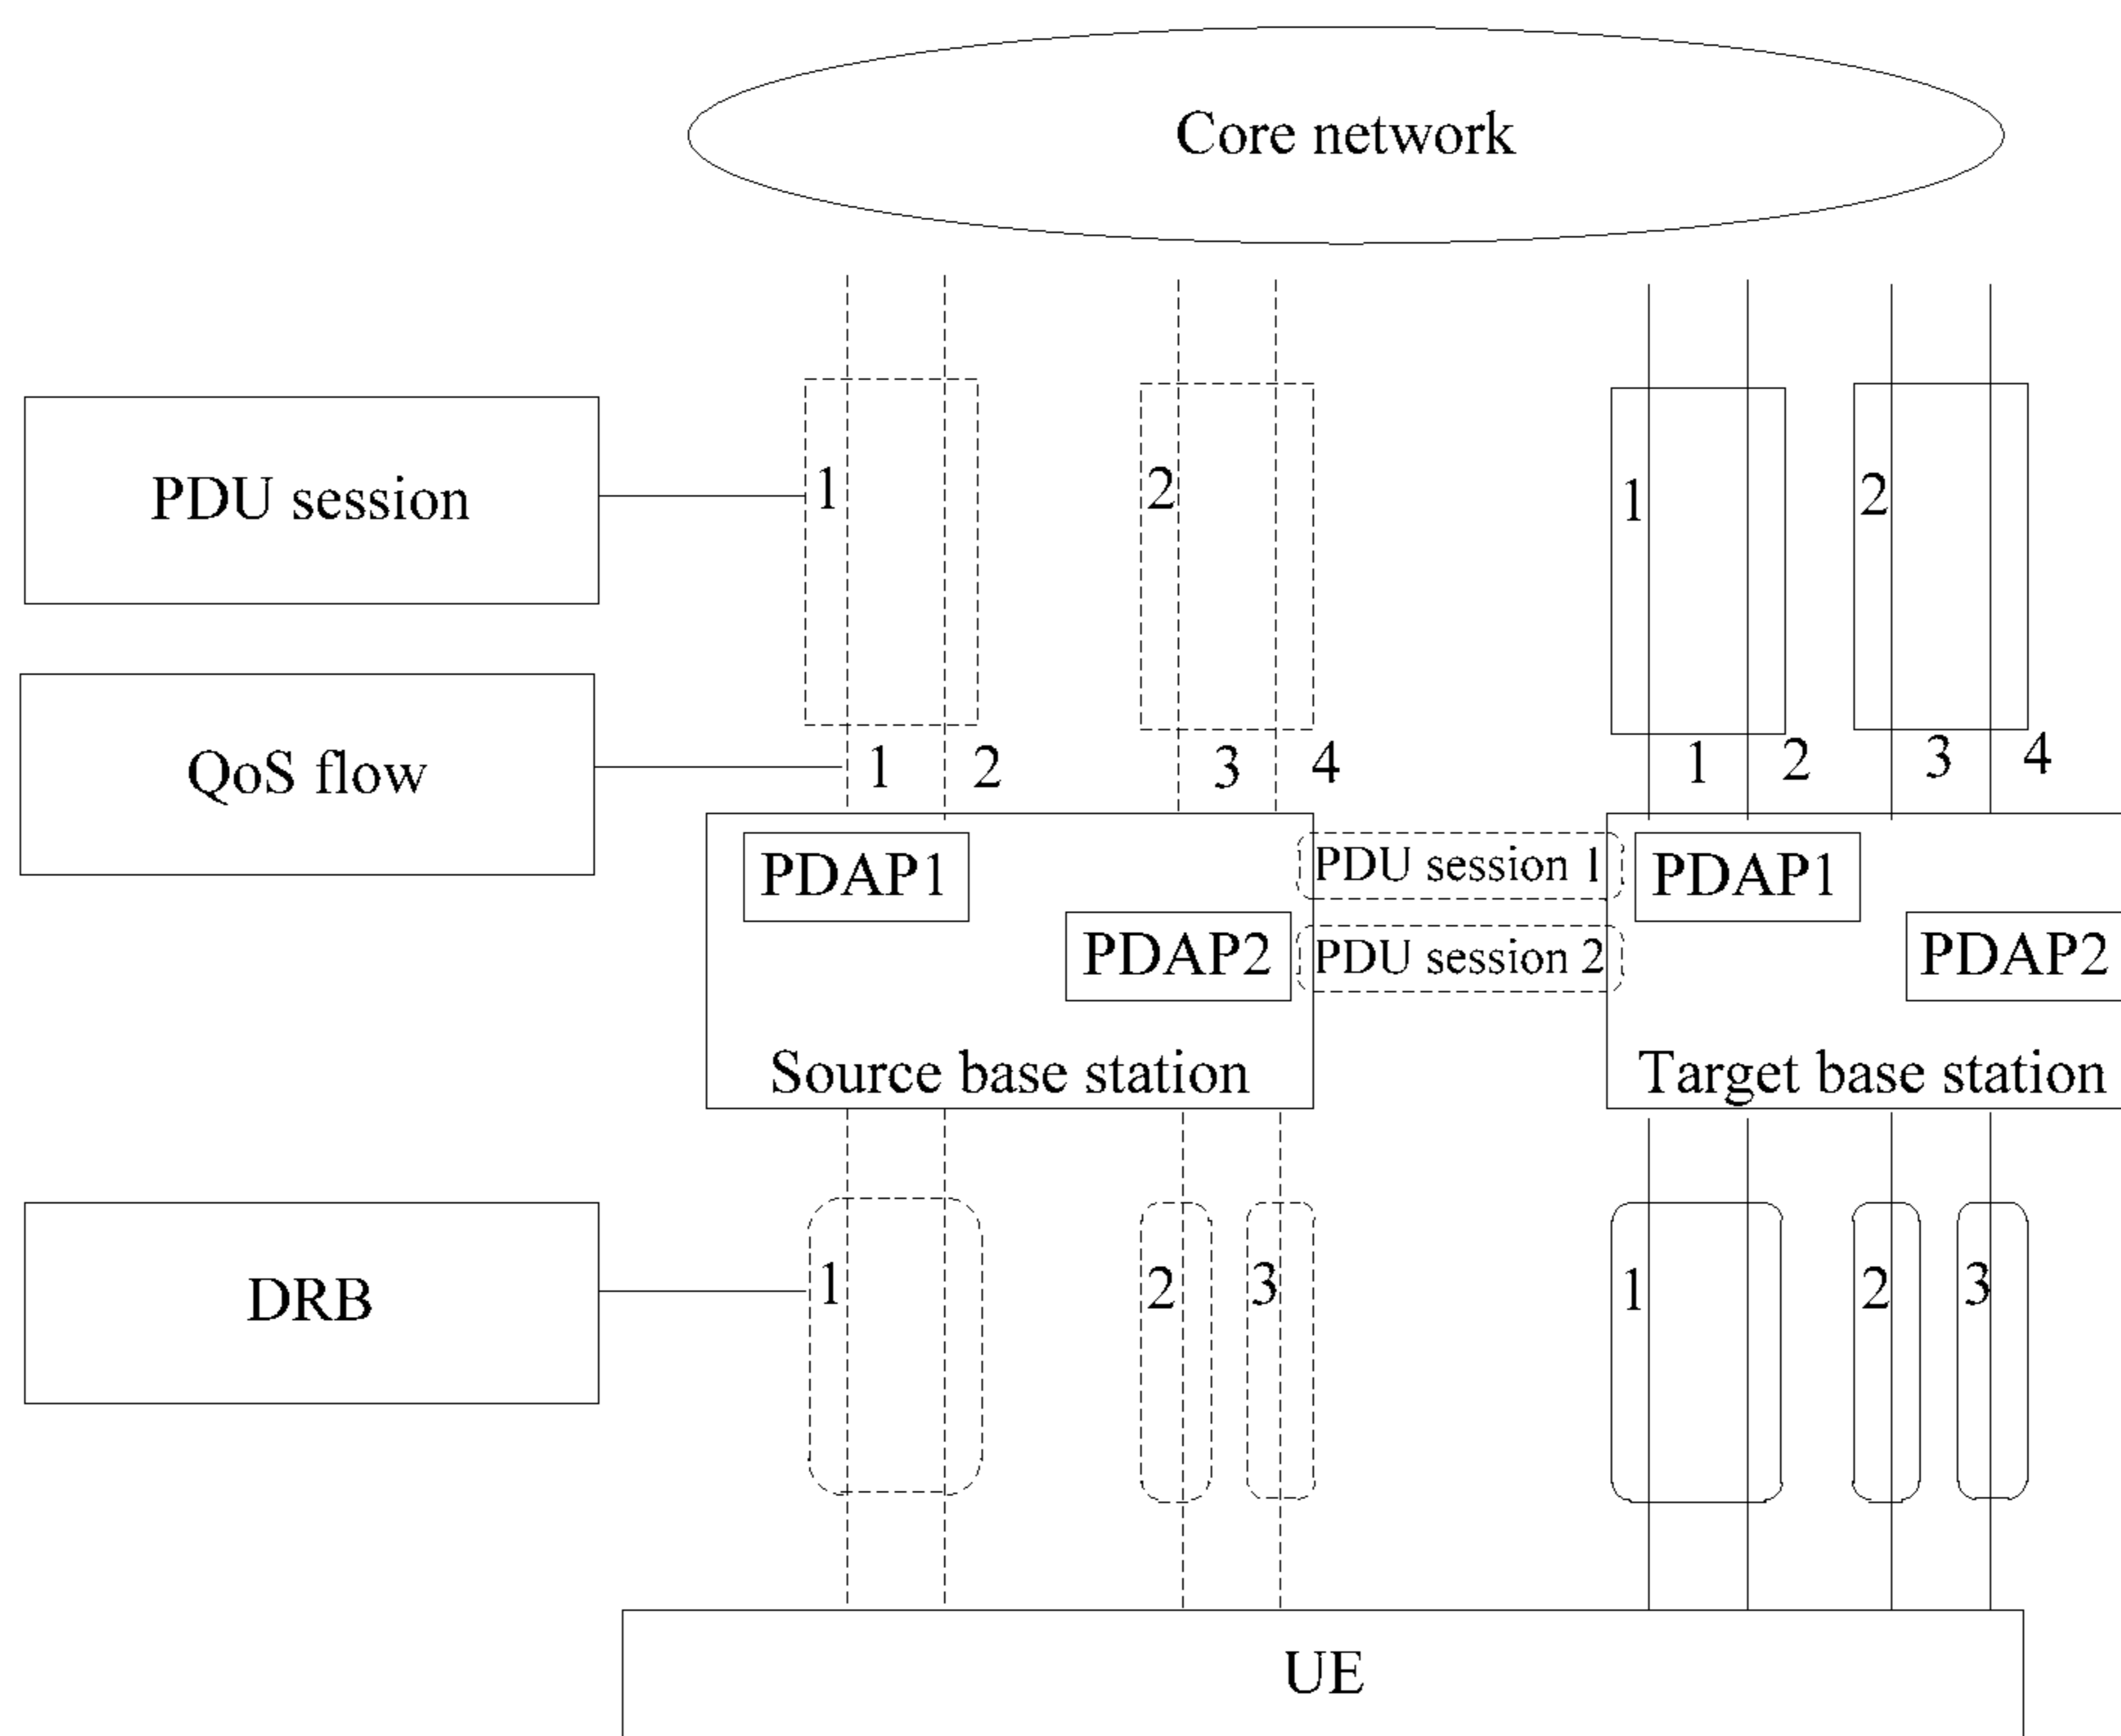 Core network
PDU session
1
2
1
2
QoS flow
1
2
3
4
1
2
3
4
PDAP1
PDU session 1
PDAP1
PDAP2
PDU session 2
PDAP2
Source base station
Target base station
DRB
1
2
3
1
2
3
UE